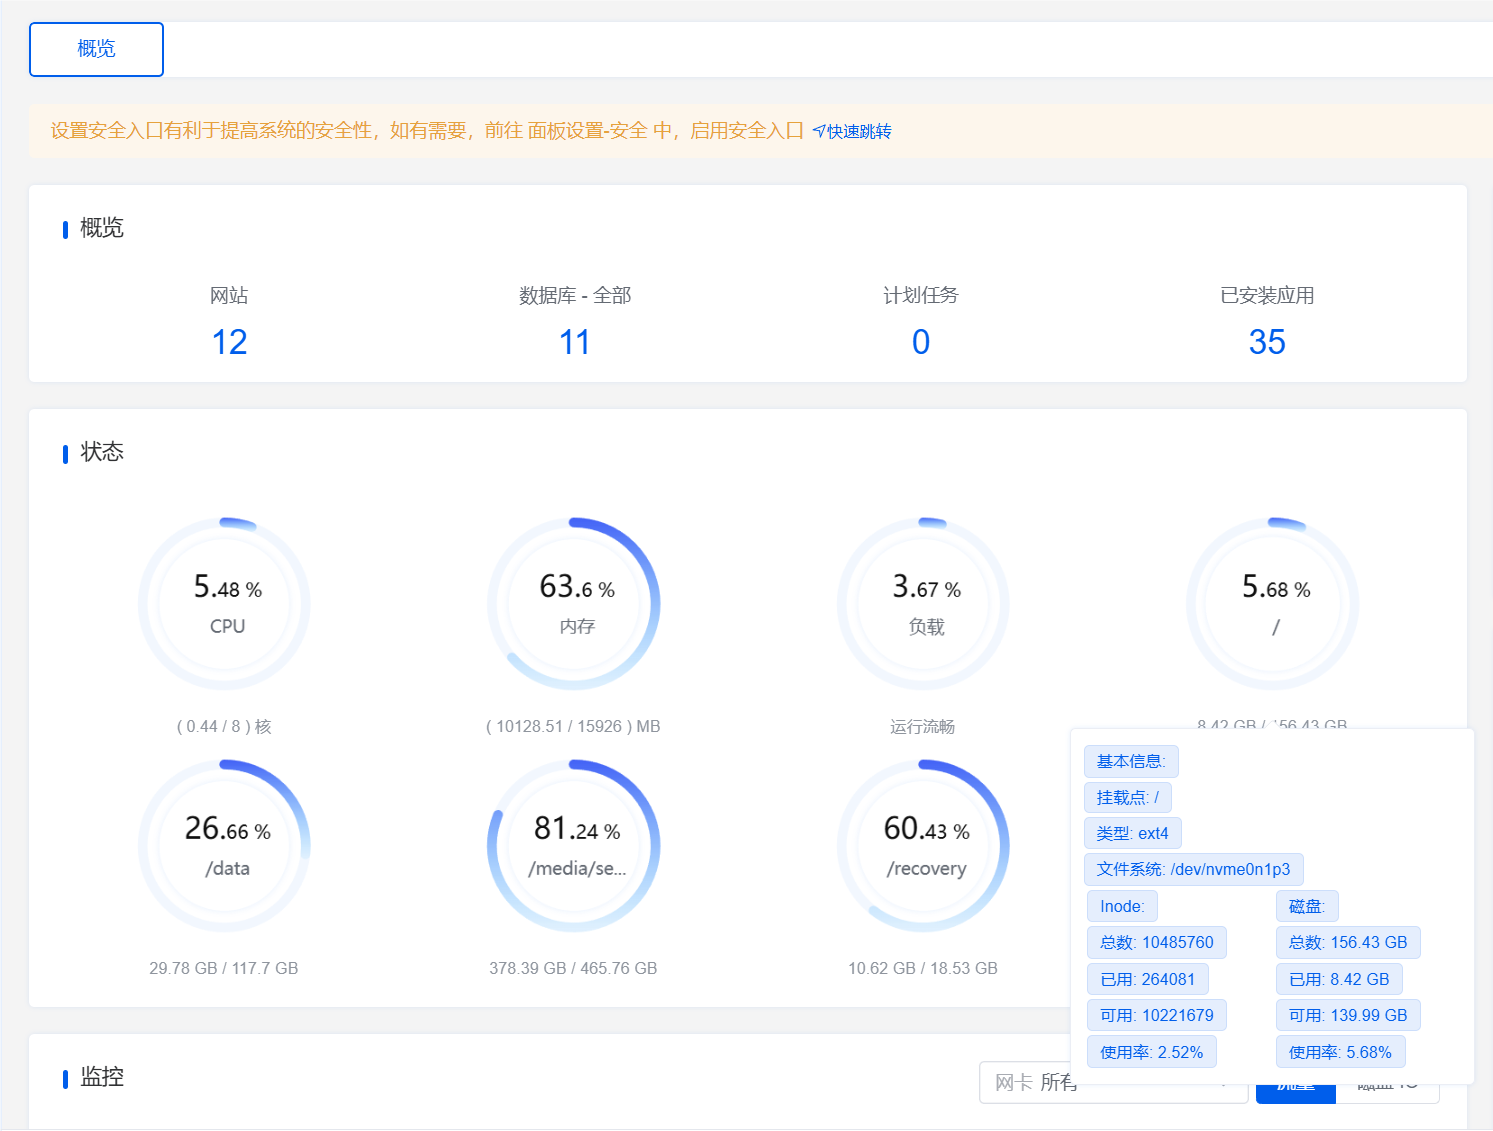 概览
设置安全入口有利于提高系统的安全性，如有需要，前往 面板设置-安全 中，启用安全入口 快速跳转
概览
网站 数据库 - 全部 计划任务 已安装应用
12 11 0 35
状态
5.48 % 63.6 % 3.67 % 5.68 %
CPU 内存 负载 /
( 0.44 / 8 ) 核 ( 10128.51 / 15926 ) MB 运行流畅 8.42 GB / 156.43 GB
26.66 % 81.24 % 60.43 %
/data /media/se... /recovery
29.78 GB / 117.7 GB 378.39 GB / 465.76 GB 10.62 GB / 18.53 GB
基本信息:
挂载点: /
类型: ext4
文件系统: /dev/nvme0n1p3
Inode: 磁盘:
总数: 10485760 总数: 156.43 GB
已用: 264081 已用: 8.42 GB
可用: 10221679 可用: 139.99 GB
使用率: 2.52% 使用率: 5.68%
监控
网卡 所有 流量 磁盘 IO